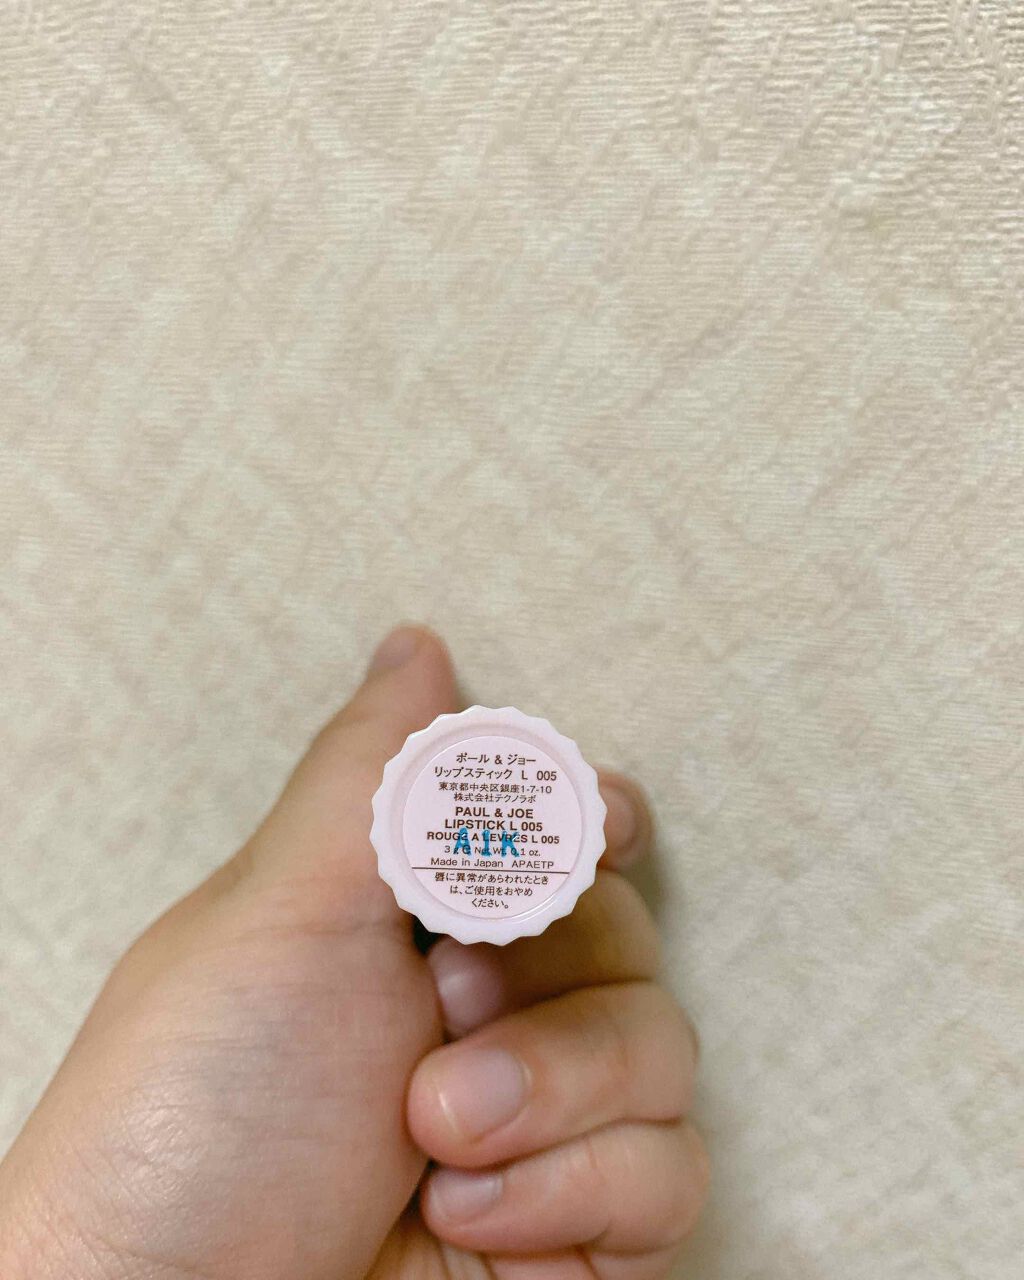 ポール & ジョー
リップスティック L 005
東京都中央区銀座1-7-10
株式会社テクノラボ
PAUL & JOE
LIPSTICK L 005
ROUGE A LEVRES L 005
A1K
3 g ℮ Net Wt. 0.1 oz.
Made in Japan APAETP
唇に異常があらわれたとき
は、ご使用をおやめ
ください。